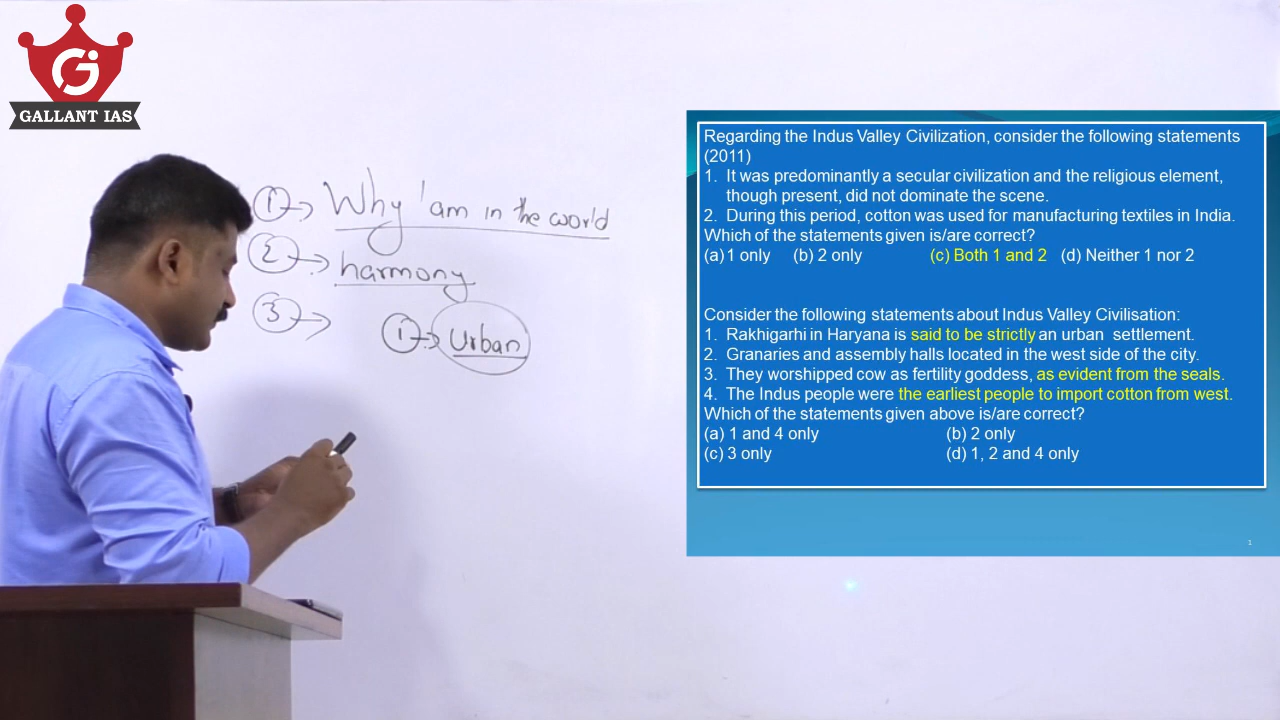 GALLANT IAS
1 → Why I am in the world
2 → harmony
3 →
1 → Urban
Regarding the Indus Valley Civilization, consider the following statements
(2011)
1. It was predominantly a secular civilization and the religious element,
though present, did not dominate the scene.
2. During this period, cotton was used for manufacturing textiles in India.
Which of the statements given is/are correct?
(a) 1 only (b) 2 only (c) Both 1 and 2 (d) Neither 1 nor 2
Consider the following statements about Indus Valley Civilisation:
1. Rakhigarhi in Haryana is said to be strictly an urban settlement.
2. Granaries and assembly halls located in the west side of the city.
3. They worshipped cow as fertility goddess, as evident from the seals.
4. The Indus people were the earliest people to import cotton from west.
Which of the statements given above is/are correct?
(a) 1 and 4 only (b) 2 only
(c) 3 only (d) 1, 2 and 4 only
1